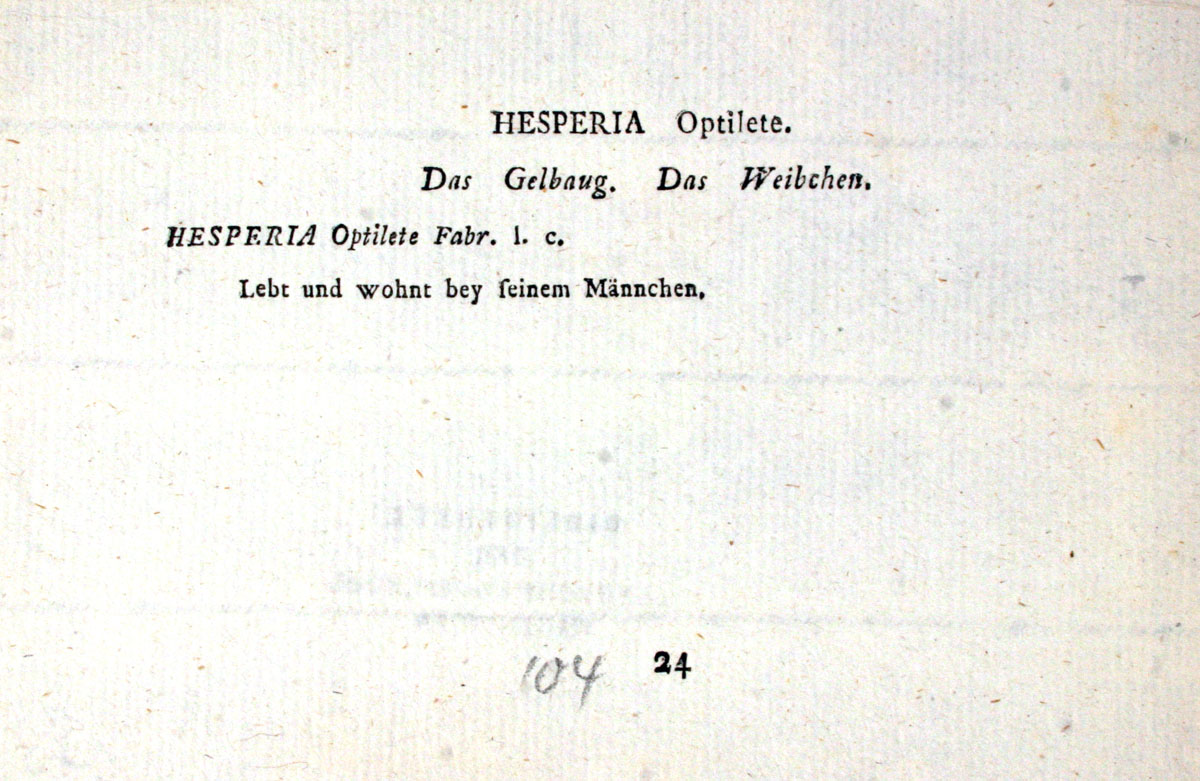 HESPERIA Optilete.
Das Gelbaug. Das Weibchen.
HESPERIA Optilete Fabr. l. c.
Lebt und wohnt bey ſeinem Männchen.
104 24